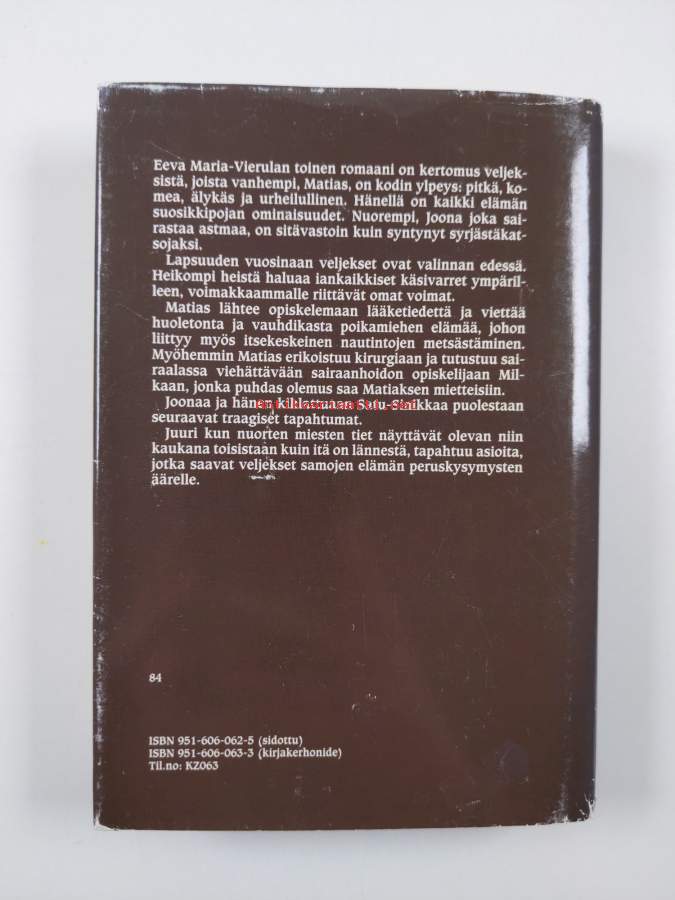 Eeva Maria-Vierulan toinen romaani on kertomus veljek-
sistä, joista vanhempi, Matias, on kodin ylpeys: pitkä, ko-
mea, älykäs ja urheilullinen. Hänellä on kaikki elämän
suosikkipojan ominaisuudet. Nuorempi, Joona joka sai-
rastaa astmaa, on sitävastoin kuin syntynyt syrjästäkat-
sojaksi.
Lapsuuden vuosinaan veljekset ovat valinnan edessä.
Heikompi heistä haluaa iankaikkiset käsivarret ympäril-
leen, voimakkaammalle riittävät omat voimat.
Matias lähtee opiskelemaan lääketiedettä ja viettää
huoletonta ja vauhdikasta poikamiehen elämää, johon
liittyy myös itsekeskeinen nautintojen metsästäminen.
Myöhemmin Matias erikoistuu kirurgiaan ja tutustuu sai-
raalassa viehättävään sairaanhoidon opiskelijaan Mil-
kaan, jonka puhdas olemus saa Matiaksen mietteisiin.
Joonaa ja hänen kihlattuaan Satu-Sinikkaa puolestaan
seuraavat traagiset tapahtumat.
Juuri kun nuorten miesten tiet näyttävät olevan niin
kaukana toisistaan kuin itä on lännestä, tapahtuu asioita,
jotka saavat veljekset samojen elämän peruskysymysten
äärelle.
84
ISBN 951-606-062-5 (sidottu)
ISBN 951-606-063-3 (kirjakerhonide)
Til.no: KZ063